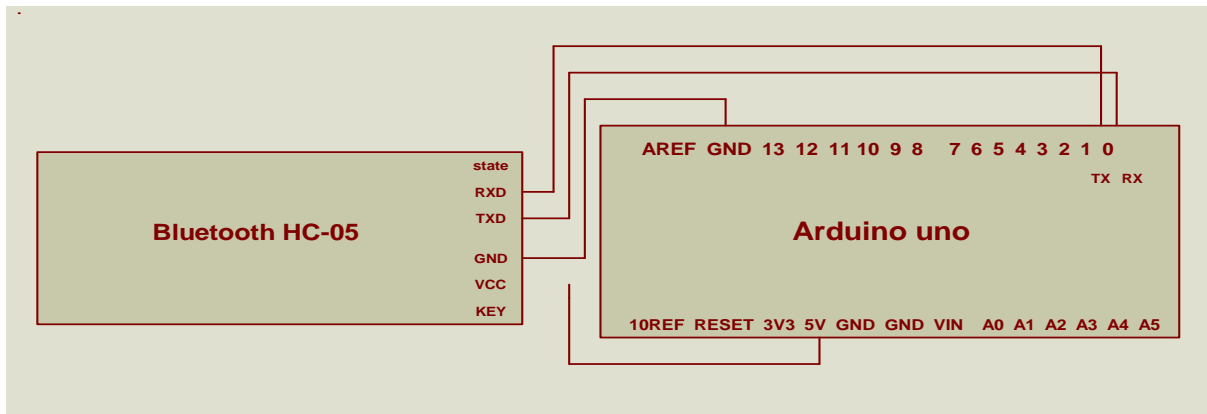 state
RXD
TXD
Bluetooth HC-05
GND
VCC
KEY
AREF GND 13 12 11 10 9 8 7 6 5 4 3 2 1 0
TX RX
Arduino uno
10REF RESET 3V3 5V GND GND VIN A0 A1 A2 A3 A4 A5